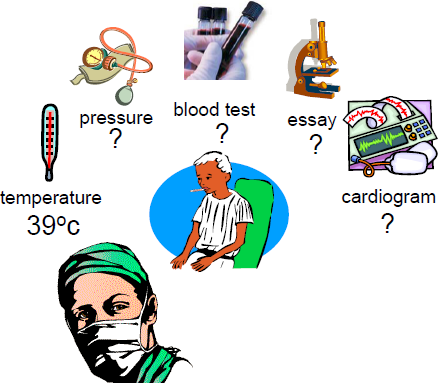 pressure
?
blood test
?
essay
?
temperature
39ºc
cardiogram
?